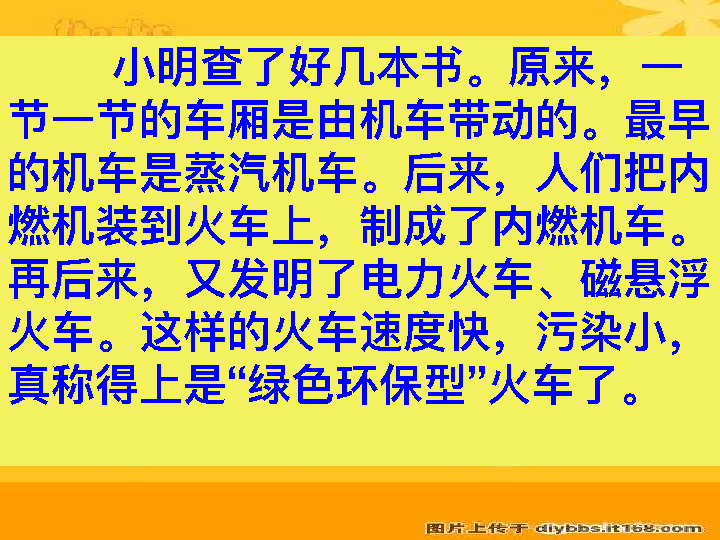 小明查了好几本书。原来，一
节一节的车厢是由机车带动的。最早
的机车是蒸汽机车。后来，人们把内
燃机装到火车上，制成了内燃机车。
再后来，又发明了电力火车、磁悬浮
火车。这样的火车速度快，污染小，
真称得上是“绿色环保型”火车了。
图片上传于 diybbs.it168.com